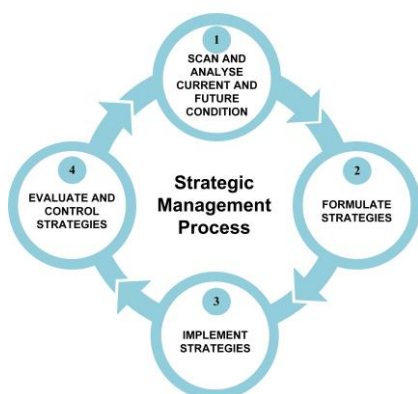 1
SCAN AND
ANALYSE
CURRENT AND
FUTURE
CONDITION
2
FORMULATE
STRATEGIES
3
IMPLEMENT
STRATEGIES
4
EVALUATE AND
CONTROL
STRATEGIES
Strategic
Management
Process